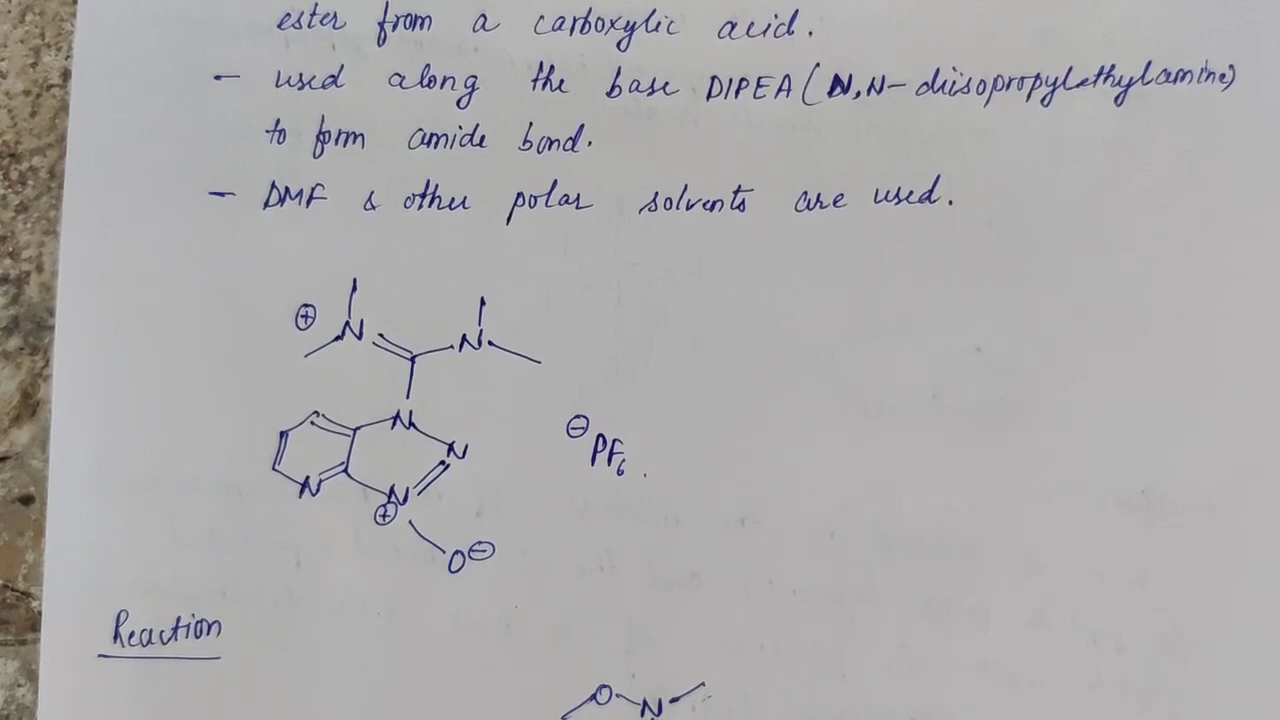 ester from a carboxylic acid.
- used along the base DIPEA (N,N-diisopropylethylamine)
to form amide bond.
- DMF & other polar solvents are used.
⊕ N N
N
N
N N
⊕
O⊖
⊖PF6.
Reaction
O N